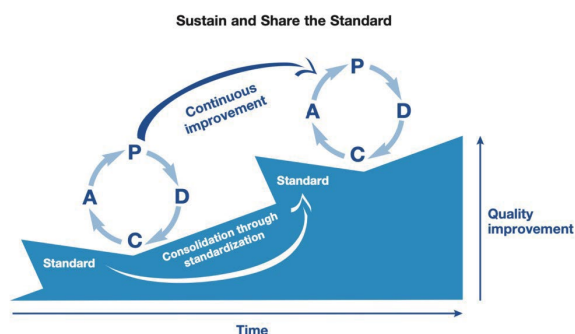 Sustain and Share the Standard
P
D
C
A
Continuous
improvement
P
D
C
A
Standard
Consolidation through
standardization
Standard
Quality
improvement
Time